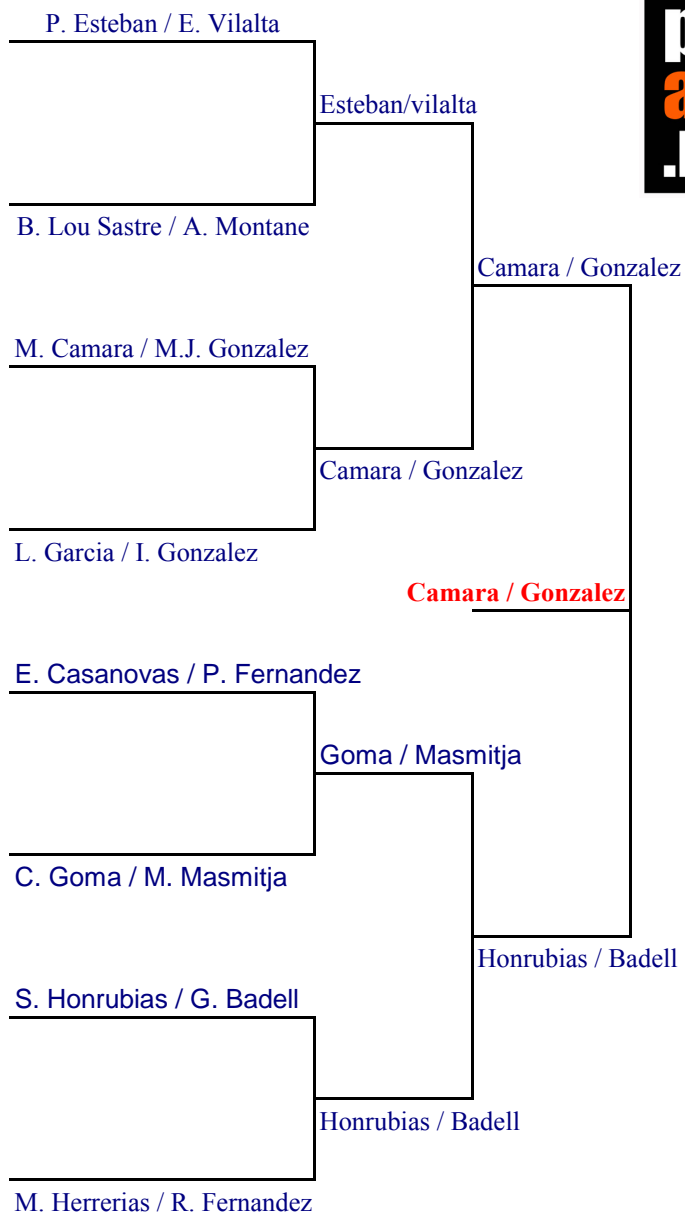 P. Esteban / E. Vilalta
Esteban/vilalta
B. Lou Sastre / A. Montane
Camara / Gonzalez
M. Camara / M.J. Gonzalez
Camara / Gonzalez
L. Garcia / I. Gonzalez
Camara / Gonzalez
E. Casanovas / P. Fernandez
Goma / Masmitja
C. Goma / M. Masmitja
Honrubias / Badell
S. Honrubias / G. Badell
Honrubias / Badell
M. Herrerias / R. Fernandez